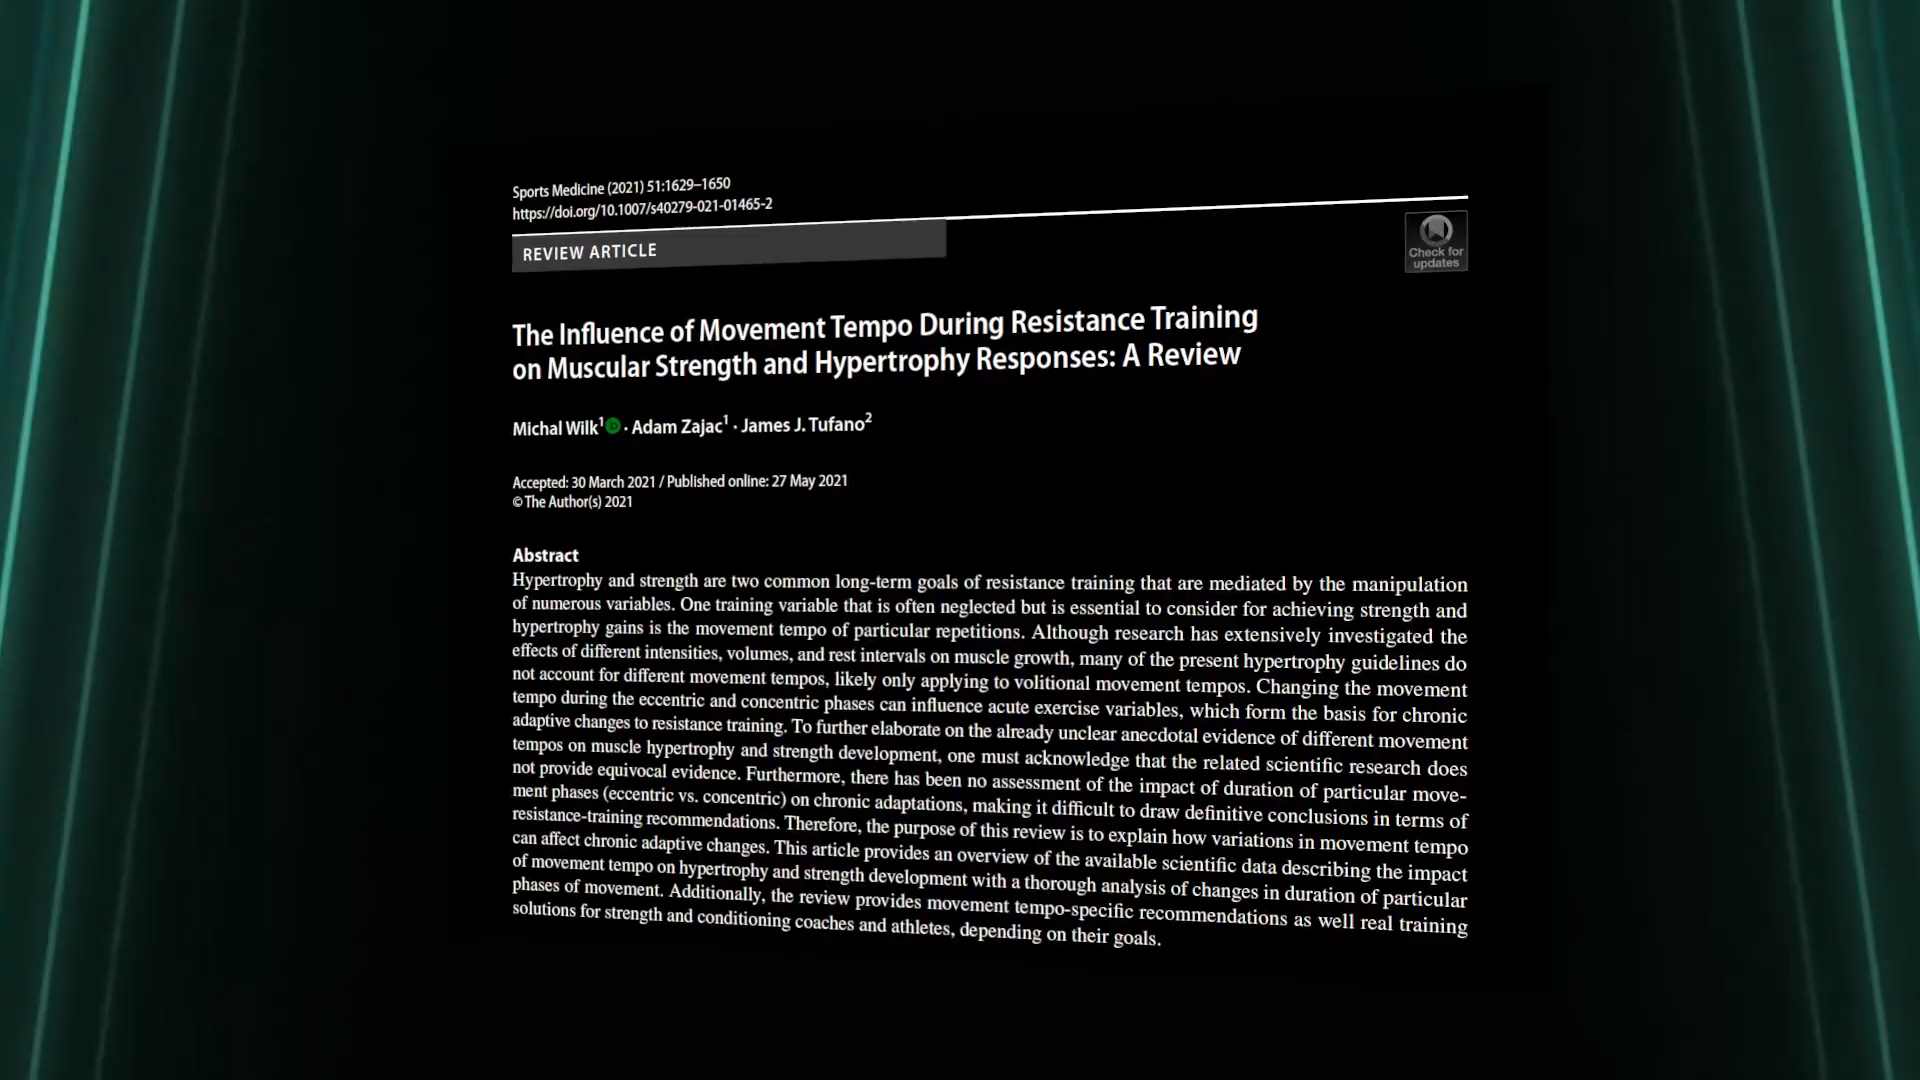 Sports Medicine (2021) 51:1629–1650
https://doi.org/10.1007/s40279-021-01465-2
REVIEW ARTICLE
Check for
updates
The Influence of Movement Tempo During Resistance Training
on Muscular Strength and Hypertrophy Responses: A Review
Michal Wilk1 · Adam Zajac1 · James J. Tufano2
Accepted: 30 March 2021 / Published online: 27 May 2021
© The Author(s) 2021
Abstract
Hypertrophy and strength are two common long-term goals of resistance training that are mediated by the manipulation
of numerous variables. One training variable that is often neglected but is essential to consider for achieving strength and
hypertrophy gains is the movement tempo of particular repetitions. Although research has extensively investigated the
effects of different intensities, volumes, and rest intervals on muscle growth, many of the present hypertrophy guidelines do
not account for different movement tempos, likely only applying to volitional movement tempos. Changing the movement
tempo during the eccentric and concentric phases can influence acute exercise variables, which form the basis for chronic
adaptive changes to resistance training. To further elaborate on the already unclear anecdotal evidence of different movement
tempos on muscle hypertrophy and strength development, one must acknowledge that the related scientific research does
not provide equivocal evidence. Furthermore, there has been no assessment of the impact of duration of particular move-
ment phases (eccentric vs. concentric) on chronic adaptations, making it difficult to draw definitive conclusions in terms of
resistance-training recommendations. Therefore, the purpose of this review is to explain how variations in movement tempo
can affect chronic adaptive changes. This article provides an overview of the available scientific data describing the impact
of movement tempo on hypertrophy and strength development with a thorough analysis of changes in duration of particular
phases of movement. Additionally, the review provides movement tempo-specific recommendations as well real training
solutions for strength and conditioning coaches and athletes, depending on their goals.